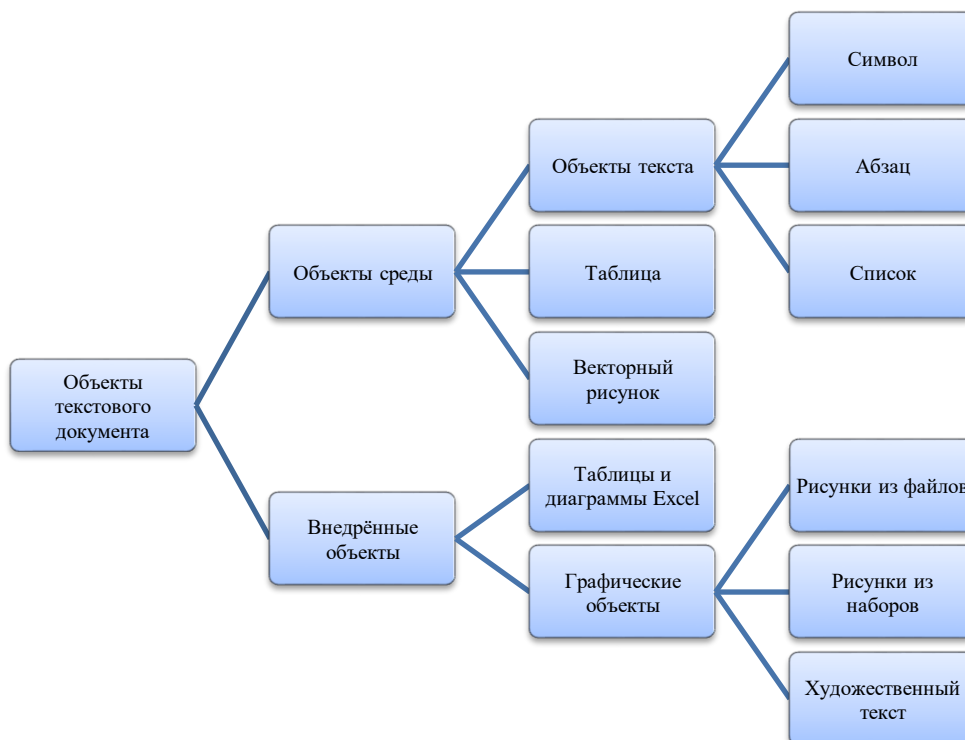 Символ
Объекты текста
Абзац
Объекты среды
Таблица
Список
Векторный
рисунок
Объекты
текстового
документа
Таблицы и
диаграммы Excel
Рисунки из файлов
Внедрённые
объекты
Графические
объекты
Рисунки из
наборов
Художественный
текст